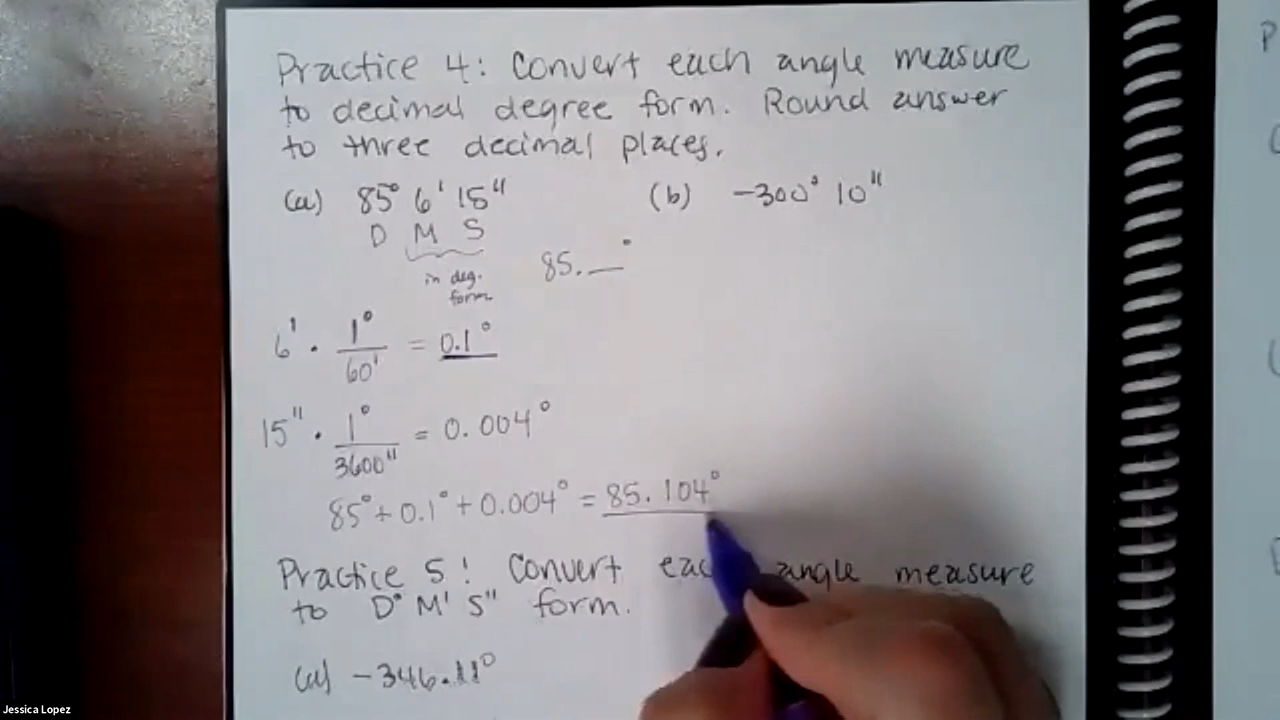 Practice 4: Convert each angle measure
to decimal degree form. Round answer
to three decimal places.
(a) 85° 6' 15" (b) -300° 10"
D M S
in deg. form
85.__°
6' · 1°/60' = 0.1°
15" · 1°/3600" = 0.004°
85° + 0.1° + 0.004° = 85.104°
Practice 5: Convert angle measure
to D° M' S" form.
(a) -346.11°
Jessica Lopez